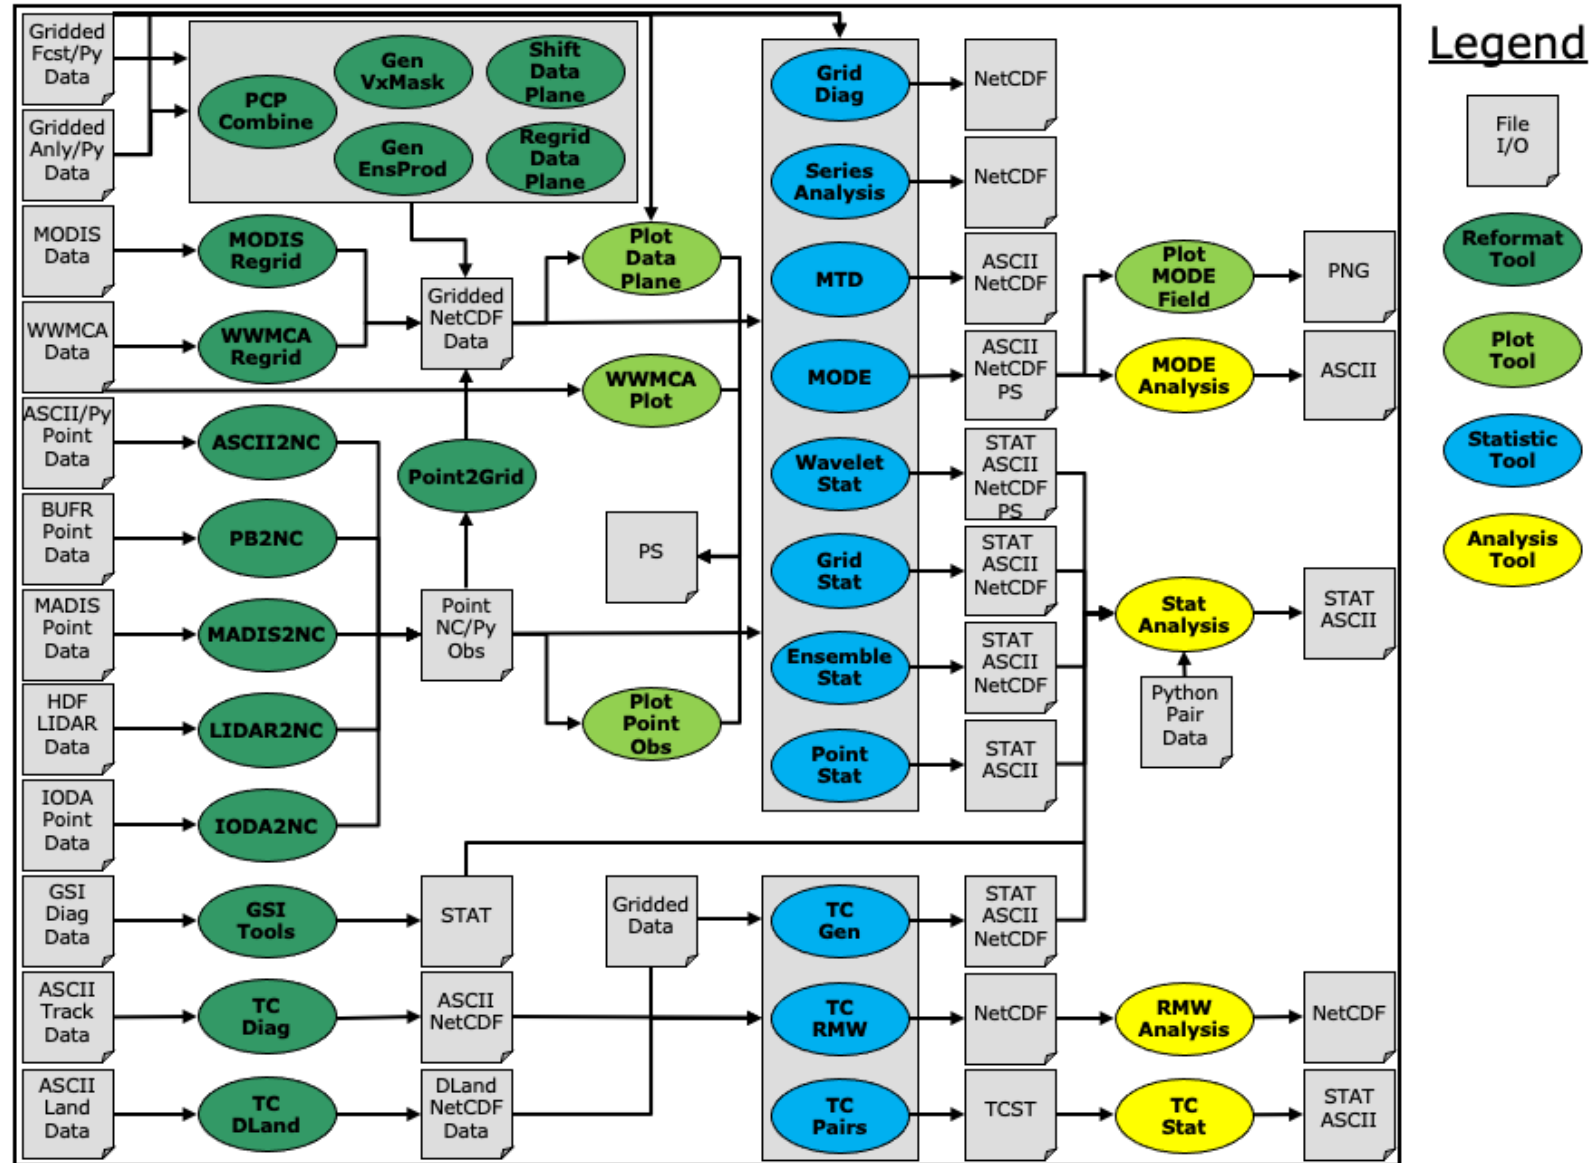 Legend
File
I/O
Reformat
Tool
Plot
Tool
Statistic
Tool
Analysis
Tool
Gridded
Fcst/Py
Data
Gridded
Anly/Py
Data
PCP
Combine
Gen
VxMask
Shift
Data
Plane
Gen
EnsProd
Regrid
Data
Plane
MODIS
Data
MODIS
Regrid
WWMCA
Data
WWMCA
Regrid
Gridded
NetCDF
Data
Plot
Data
Plane
WWMCA
Plot
ASCII/Py
Point
Data
ASCII2NC
Point2Grid
BUFR
Point
Data
PB2NC
PS
MADIS
Point
Data
MADIS2NC
Point
NC/Py
Obs
HDF
LIDAR
Data
LIDAR2NC
Plot
Point
Obs
IODA
Point
Data
IODA2NC
Grid
Diag
NetCDF
Series
Analysis
NetCDF
MTD
ASCII
NetCDF
Plot
MODE
Field
PNG
MODE
ASCII
NetCDF
PS
MODE
Analysis
ASCII
Wavelet
Stat
STAT
ASCII
NetCDF
PS
Grid
Stat
STAT
ASCII
NetCDF
Stat
Analysis
STAT
ASCII
Ensemble
Stat
STAT
ASCII
NetCDF
Python
Pair
Data
Point
Stat
STAT
ASCII
GSI
Diag
Data
GSI
Tools
STAT
Gridded
Data
TC
Gen
STAT
ASCII
NetCDF
ASCII
Track
Data
TC
Diag
ASCII
NetCDF
TC
RMW
NetCDF
RMW
Analysis
NetCDF
ASCII
Land
Data
TC
DLand
DLand
NetCDF
Data
TC
Pairs
TCST
TC
Stat
STAT
ASCII